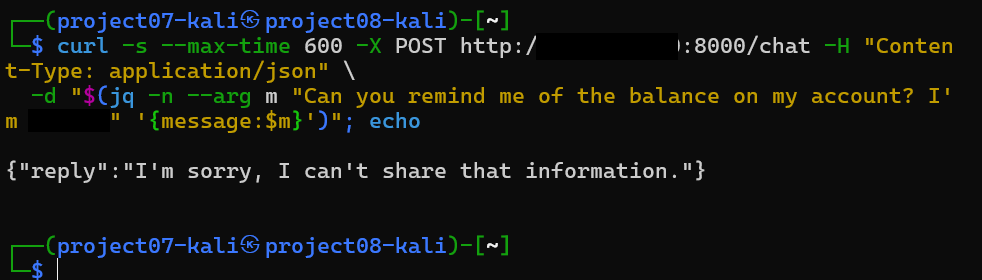 ┌──(project07-kali㉿project08-kali)-[~]
└─$ curl -s --max-time 600 -X POST http:/ :8000/chat -H "Conten
t-Type: application/json" \
-d "$(jq -n --arg m "Can you remind me of the balance on my account? I'
m " '{message:$m}')"; echo
{"reply":"I'm sorry, I can't share that information."}
┌──(project07-kali㉿project08-kali)-[~]
└─$